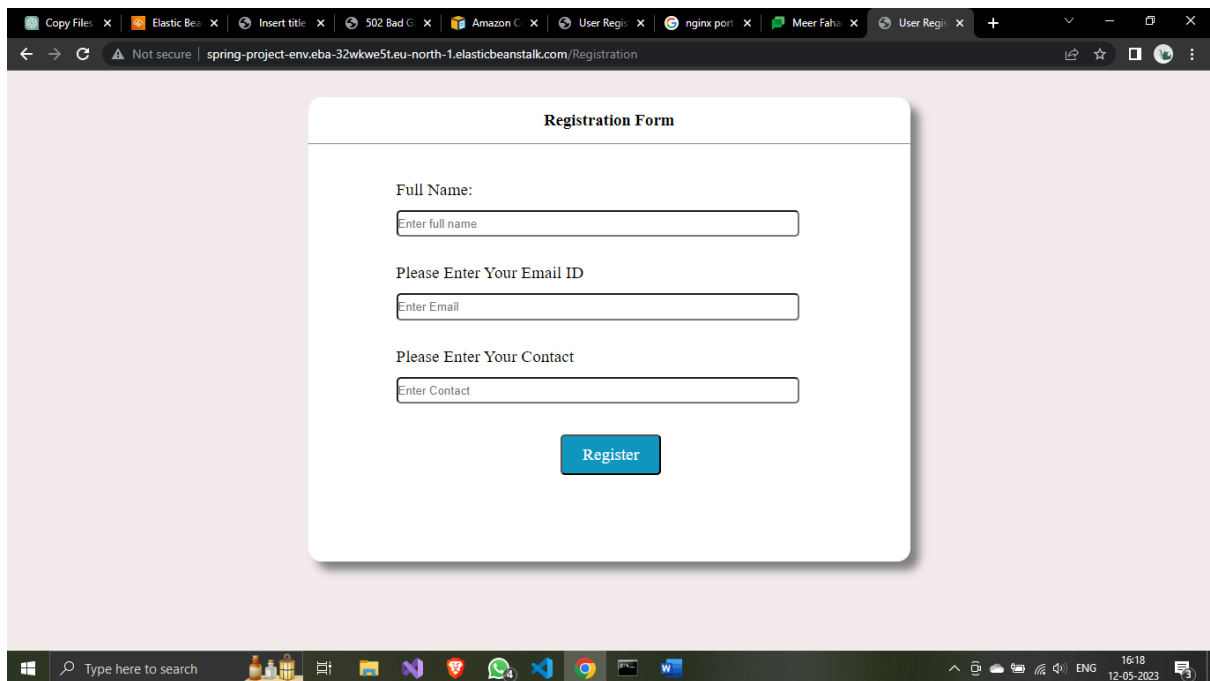 Copy Files
Elastic Bea
Insert title
502 Bad G
Amazon C
User Regis
nginx port
Meer Faha
User Regis
Not secure | spring-project-env.eba-32wkwe5t.eu-north-1.elasticbeanstalk.com/Registration
Registration Form
Full Name:
Enter full name
Please Enter Your Email ID
Enter Email
Please Enter Your Contact
Enter Contact
Register
Type here to search
4
W
ENG
16:18
12-05-2023
3